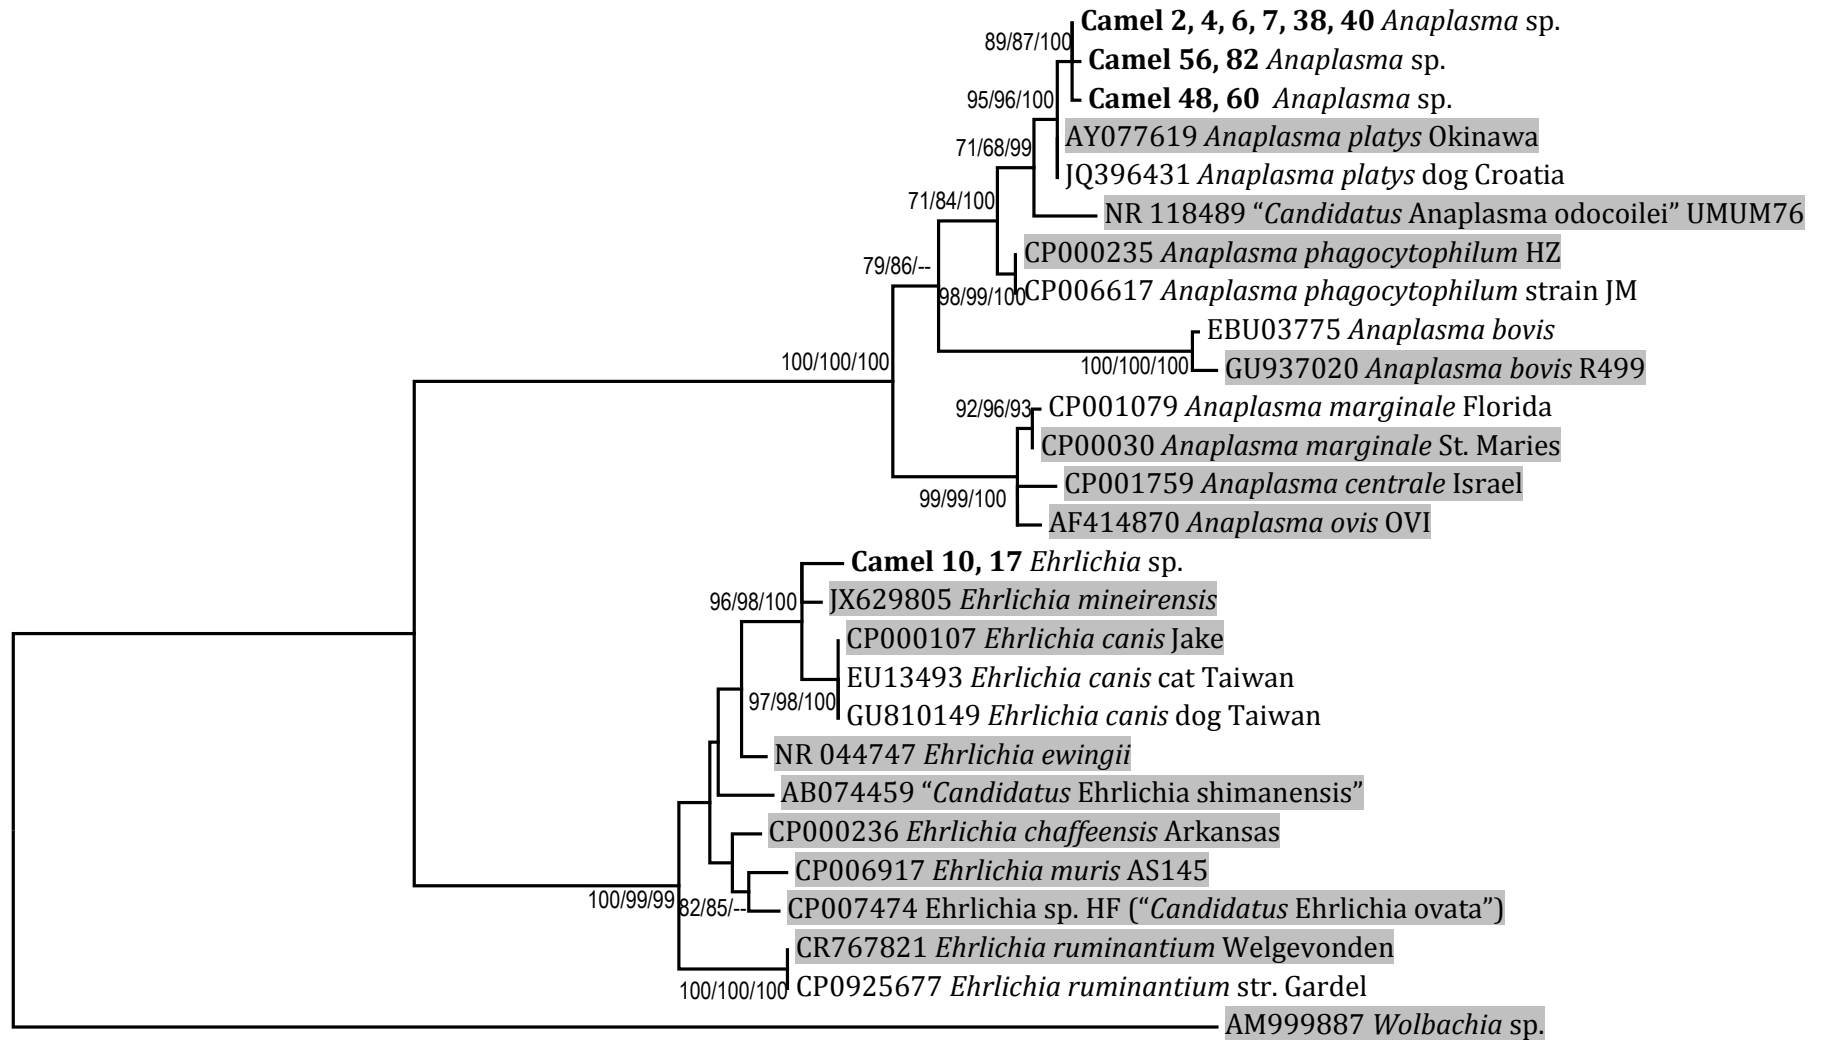 Camel 2, 4, 6, 7, 38, 40 Anaplasma sp.
89/87/100
Camel 56, 82 Anaplasma sp.
Camel 48, 60 Anaplasma sp.
95/96/100
AY077619 Anaplasma platys Okinawa
71/68/99
JQ396431 Anaplasma platys dog Croatia
71/84/100
NR 118489 “Candidatus Anaplasma odocoilei” UMUM76
CP000235 Anaplasma phagocytophilum HZ
79/86/--
98/99/100
CP006617 Anaplasma phagocytophilum strain JM
EBU03775 Anaplasma bovis
100/100/100
100/100/100
GU937020 Anaplasma bovis R499
92/96/93
CP001079 Anaplasma marginale Florida
CP00030 Anaplasma marginale St. Maries
CP001759 Anaplasma centrale Israel
99/99/100
AF414870 Anaplasma ovis OVI
Camel 10, 17 Ehrlichia sp.
96/98/100
JX629805 Ehrlichia mineirensis
CP000107 Ehrlichia canis Jake
EU13493 Ehrlichia canis cat Taiwan
97/98/100
GU810149 Ehrlichia canis dog Taiwan
NR 044747 Ehrlichia ewingii
AB074459 “Candidatus Ehrlichia shimanensis”
CP000236 Ehrlichia chaffeensis Arkansas
CP006917 Ehrlichia muris AS145
100/99/99
82/85/--
CP007474 Ehrlichia sp. HF (“Candidatus Ehrlichia ovata”)
CR767821 Ehrlichia ruminantium Welgevonden
100/100/100
CP0925677 Ehrlichia ruminantium str. Gardel
AM999887 Wolbachia sp.